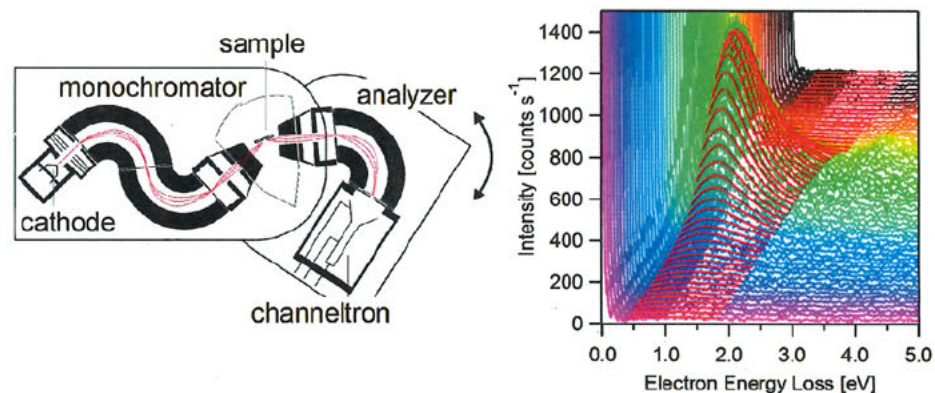 sample
monochromator
analyzer
cathode
channeltron
Intensity [counts s⁻¹]
1400
1200
1000
800
600
400
200
0
0.0 1.0 2.0 3.0 4.0 5.0
Electron Energy Loss [eV]